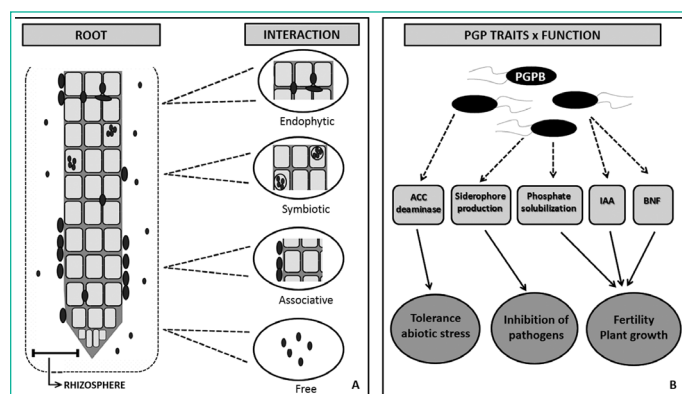 ROOT
INTERACTION
Endophytic
Symbiotic
Associative
Free
RHIZOSPHERE
A
PGP TRAITS x FUNCTION
PGPB
ACC
deaminase
Siderophore
production
Phosphate
solubilization
IAA
BNF
Tolerance
abiotic stress
Inhibition of
pathogens
Fertility
Plant growth
B